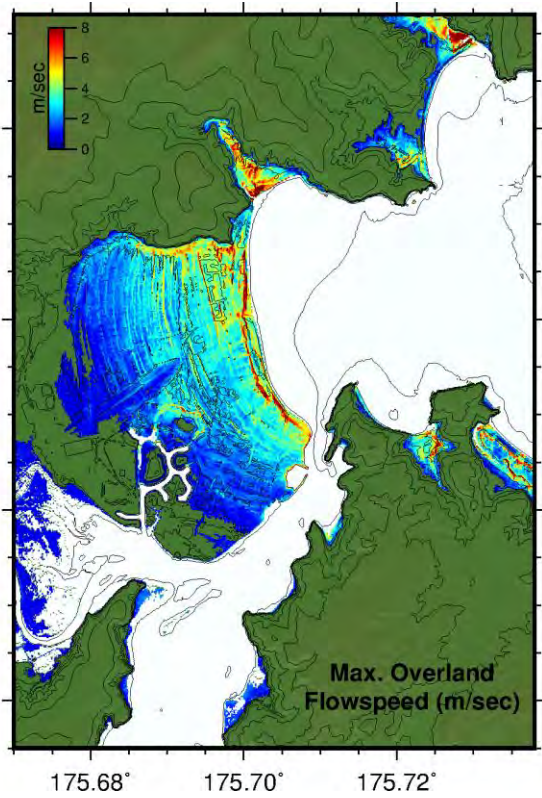 8
6
4
2
0
m/sec
Max. Overland
Flowspeed (m/sec)
175.68˚
175.70˚
175.72˚